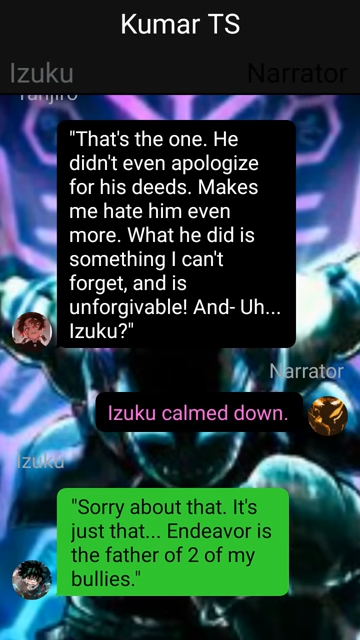 Kumar TS
Izuku
Narrator
Tanjiro
"That's the one. He
didn't even apologize
for his deeds. Makes
me hate him even
more. What he did is
something I can't
forget, and is
unforgivable! And- Uh...
Izuku?"
Narrator
Izuku calmed down.
Izuku
"Sorry about that. It's
just that... Endeavor is
the father of 2 of my
bullies."